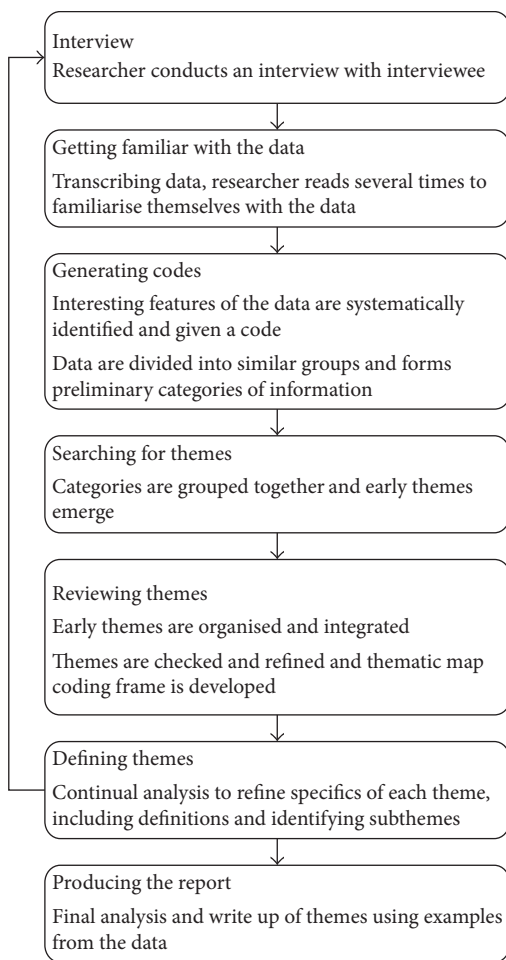 Interview
Researcher conducts an interview with interviewee
Getting familiar with the data
Transcribing data, researcher reads several times to
familiarise themselves with the data
Generating codes
Interesting features of the data are systematically
identified and given a code
Data are divided into similar groups and forms
preliminary categories of information
Searching for themes
Categories are grouped together and early themes
emerge
Reviewing themes
Early themes are organised and integrated
Themes are checked and refined and thematic map
coding frame is developed
Defining themes
Continual analysis to refine specifics of each theme,
including definitions and identifying subthemes
Producing the report
Final analysis and write up of themes using examples
from the data